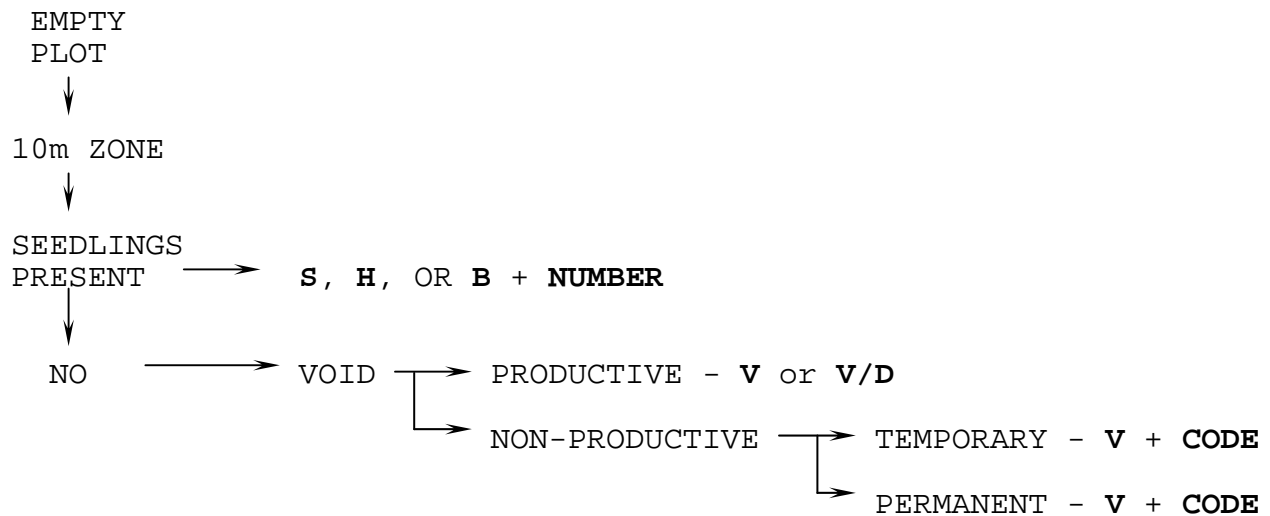 EMPTY
PLOT
10m ZONE
SEEDLINGS
PRESENT S, H, OR B + NUMBER
NO VOID PRODUCTIVE - V or V/D
NON-PRODUCTIVE TEMPORARY - V + CODE
PERMANENT - V + CODE